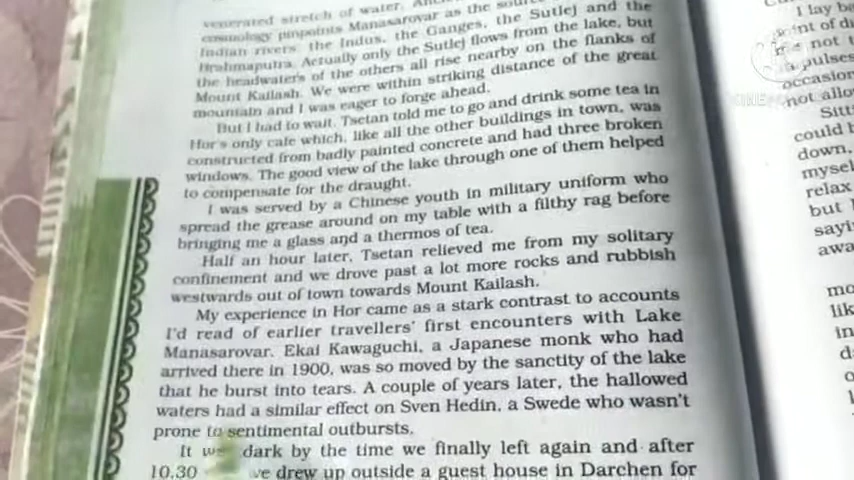 venerated stretch of water.
cosmology pinpoints Manasarovar as the source
Indian rivers: the Indus, the Ganges, the Sutlej and the
Brahmaputra. Actually only the Sutlej flows from the lake, but
the headwaters of the others all rise nearby on the flanks of
Mount Kailash. We were within striking distance of the great
mountain and I was eager to forge ahead.
But I had to wait. Tsetan told me to go and drink some tea in
Hor's only cafe which, like all the other buildings in town, was
constructed from badly painted concrete and had three broken
windows. The good view of the lake through one of them helped
to compensate for the draught.
I was served by a Chinese youth in military uniform who
spread the grease around on my table with a filthy rag before
bringing me a glass and a thermos of tea.
Half an hour later, Tsetan relieved me from my solitary
confinement and we drove past a lot more rocks and rubbish
westwards out of town towards Mount Kailash.
My experience in Hor came as a stark contrast to accounts
I'd read of earlier travellers' first encounters with Lake
Manasarovar. Ekai Kawaguchi, a Japanese monk who had
arrived there in 1900, was so moved by the sanctity of the lake
that he burst into tears. A couple of years later, the hallowed
waters had a similar effect on Sven Hedin, a Swede who wasn't
prone to sentimental outbursts.
It dark by the time we finally left again and after
10.30 drew up outside a guest house in Darchen for
I lay
of
not
pulses
occasion
not allo
Sits
could b
down,
mysel
relax
but I
sayi
awa
mo
lik
in